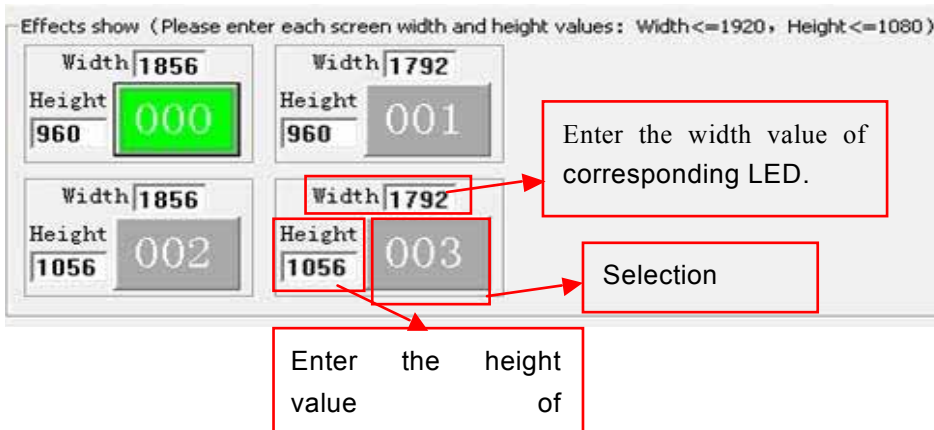 Effects show (Please enter each screen width and height values: Width<=1920, Height<=1080)
Width 1856
Height
960
000
Width 1792
Height
960
001
Enter the width value of
corresponding LED.
Width 1856
Height
1056
002
Width 1792
Height
1056
003
Selection
Enter the height
value of